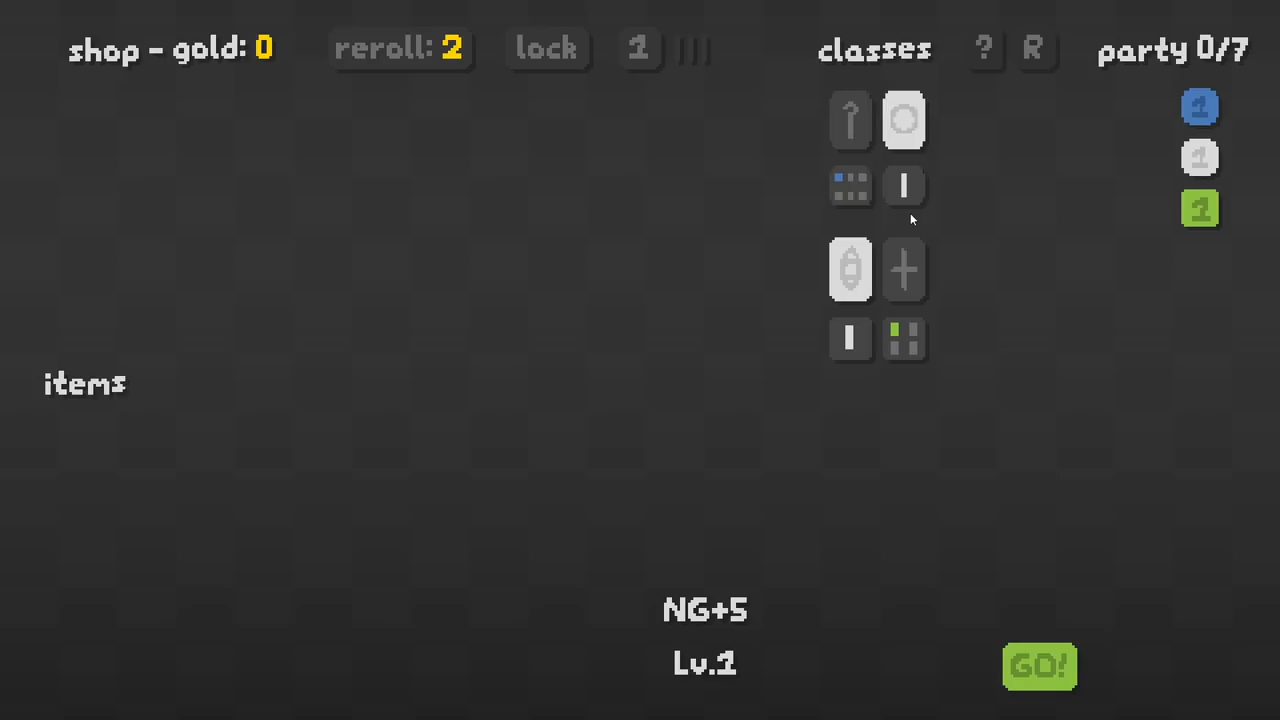 shop - gold: 0
reroll: 2
lock
1
classes
?
R
party 0/7
1
1
1
items
NG+5
Lv.1
GO!